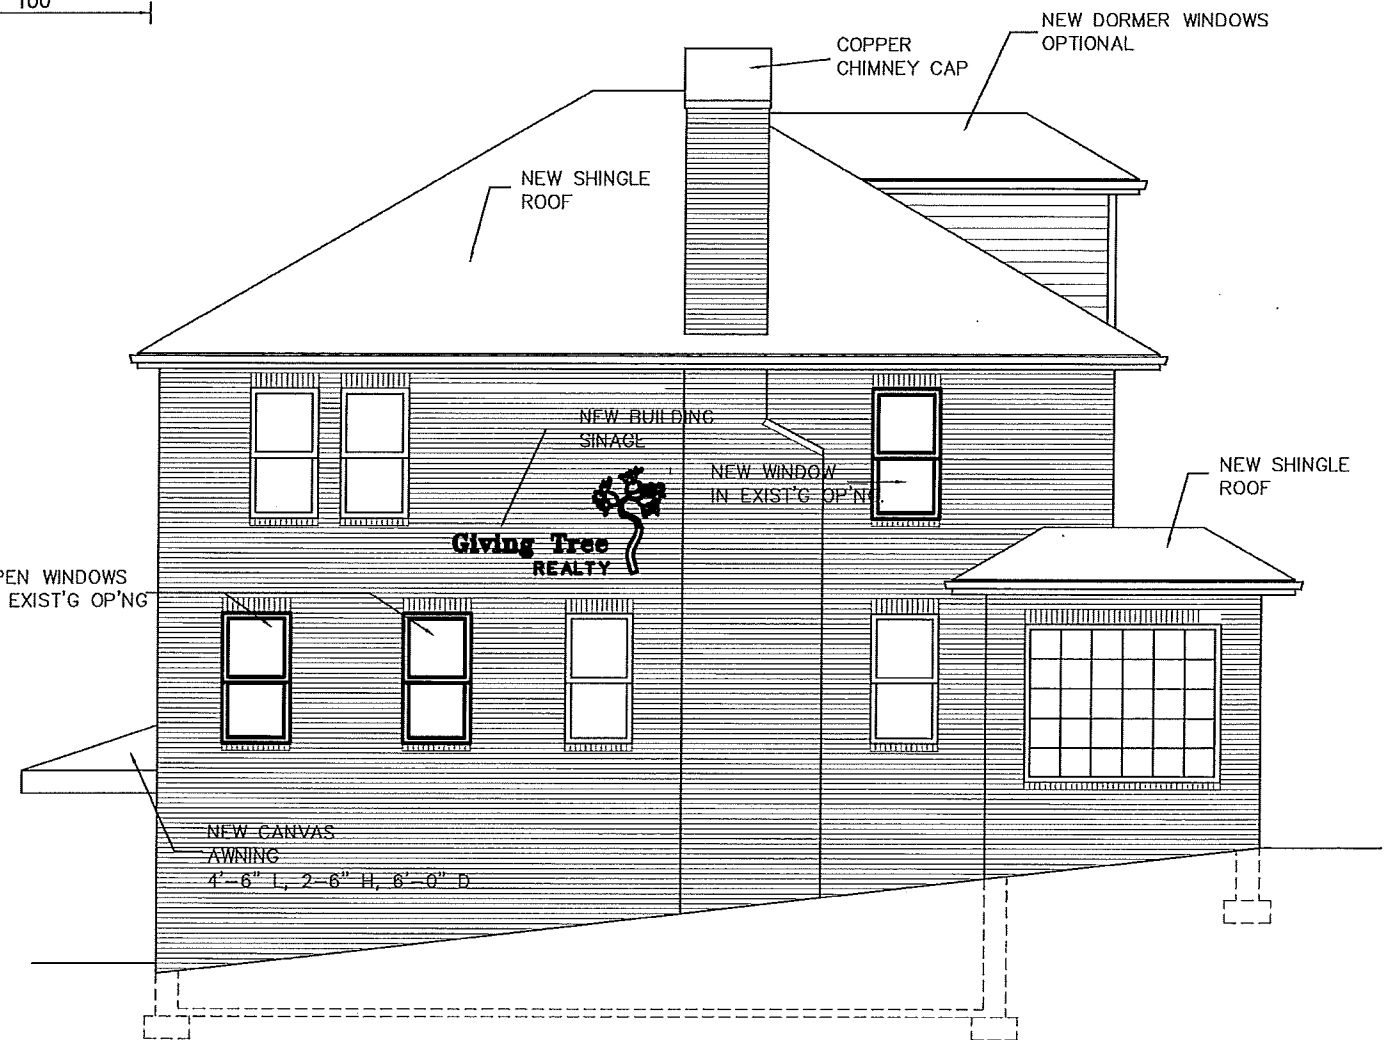 100
NEW DORMER WINDOWS
OPTIONAL
COPPER
CHIMNEY CAP
NEW SHINGLE
ROOF
NEW BUILDING
SINAGE
NEW WINDOW
IN EXIST'G OP'NG.
NEW SHINGLE
ROOF
Giving Tree
REALTY
PEN WINDOWS
EXIST'G OP'NG
NEW CANVAS
AWNING
4'-6" L, 2-6" H, 6'-0" D